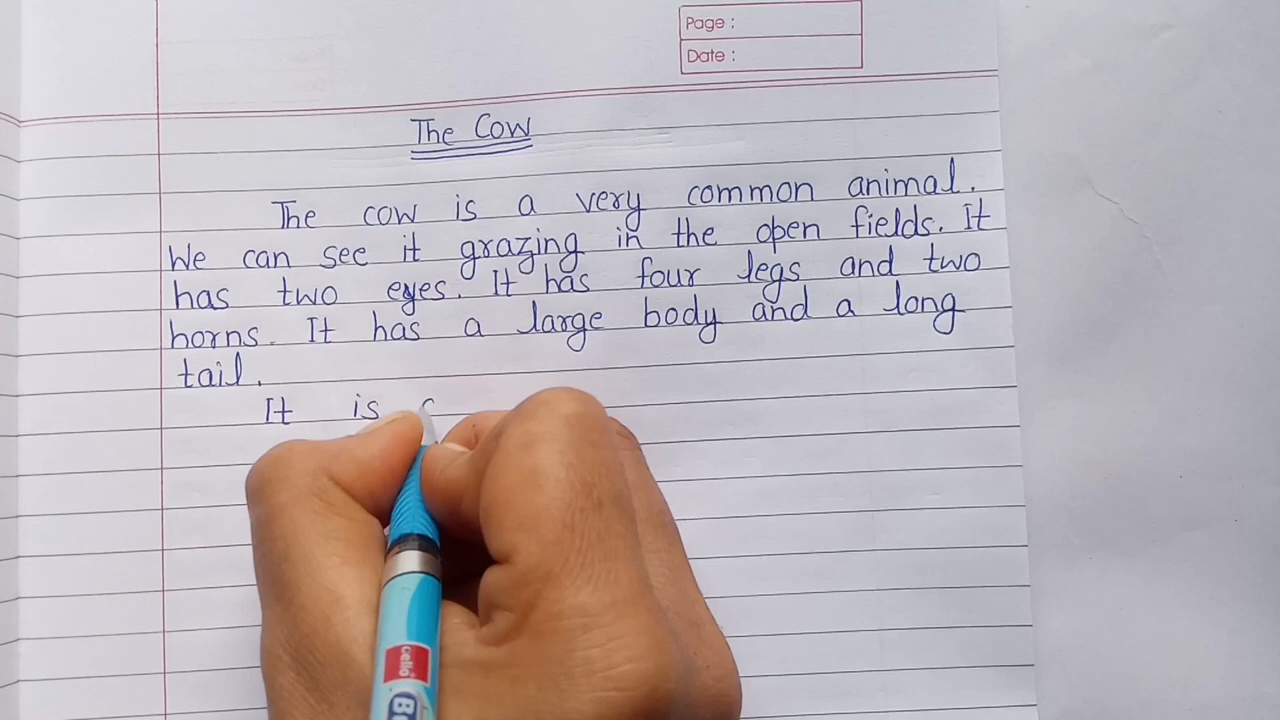 Page :
Date :
The Cow
The cow is a very common animal.
We can see it grazing in the open fields. It
has two eyes. It has four legs and two
horns. It has a large body and a long
tail.
It is
cello